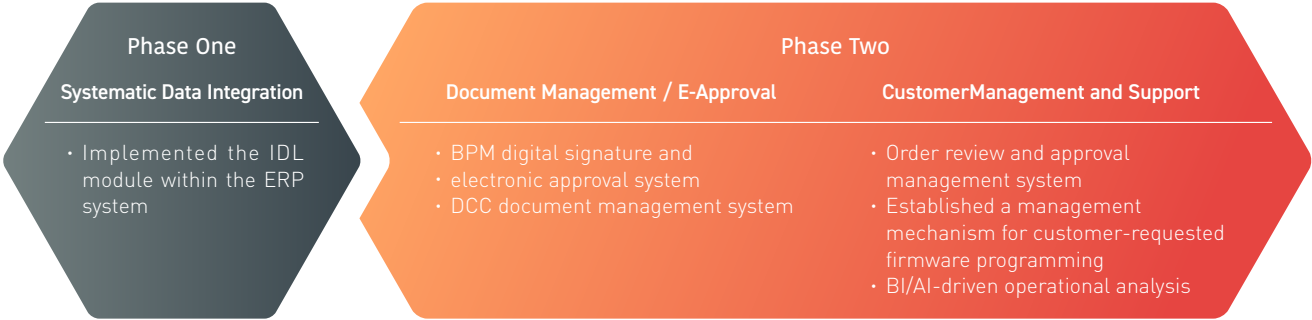 Phase One
Systematic Data Integration
· Implemented the IDL
module within the ERP
system
Phase Two
Document Management / E-Approval
· BPM digital signature and
· electronic approval system
· DCC document management system
CustomerManagement and Support
· Order review and approval
management system
· Established a management
mechanism for customer-requested
firmware programming
· BI/AI-driven operational analysis